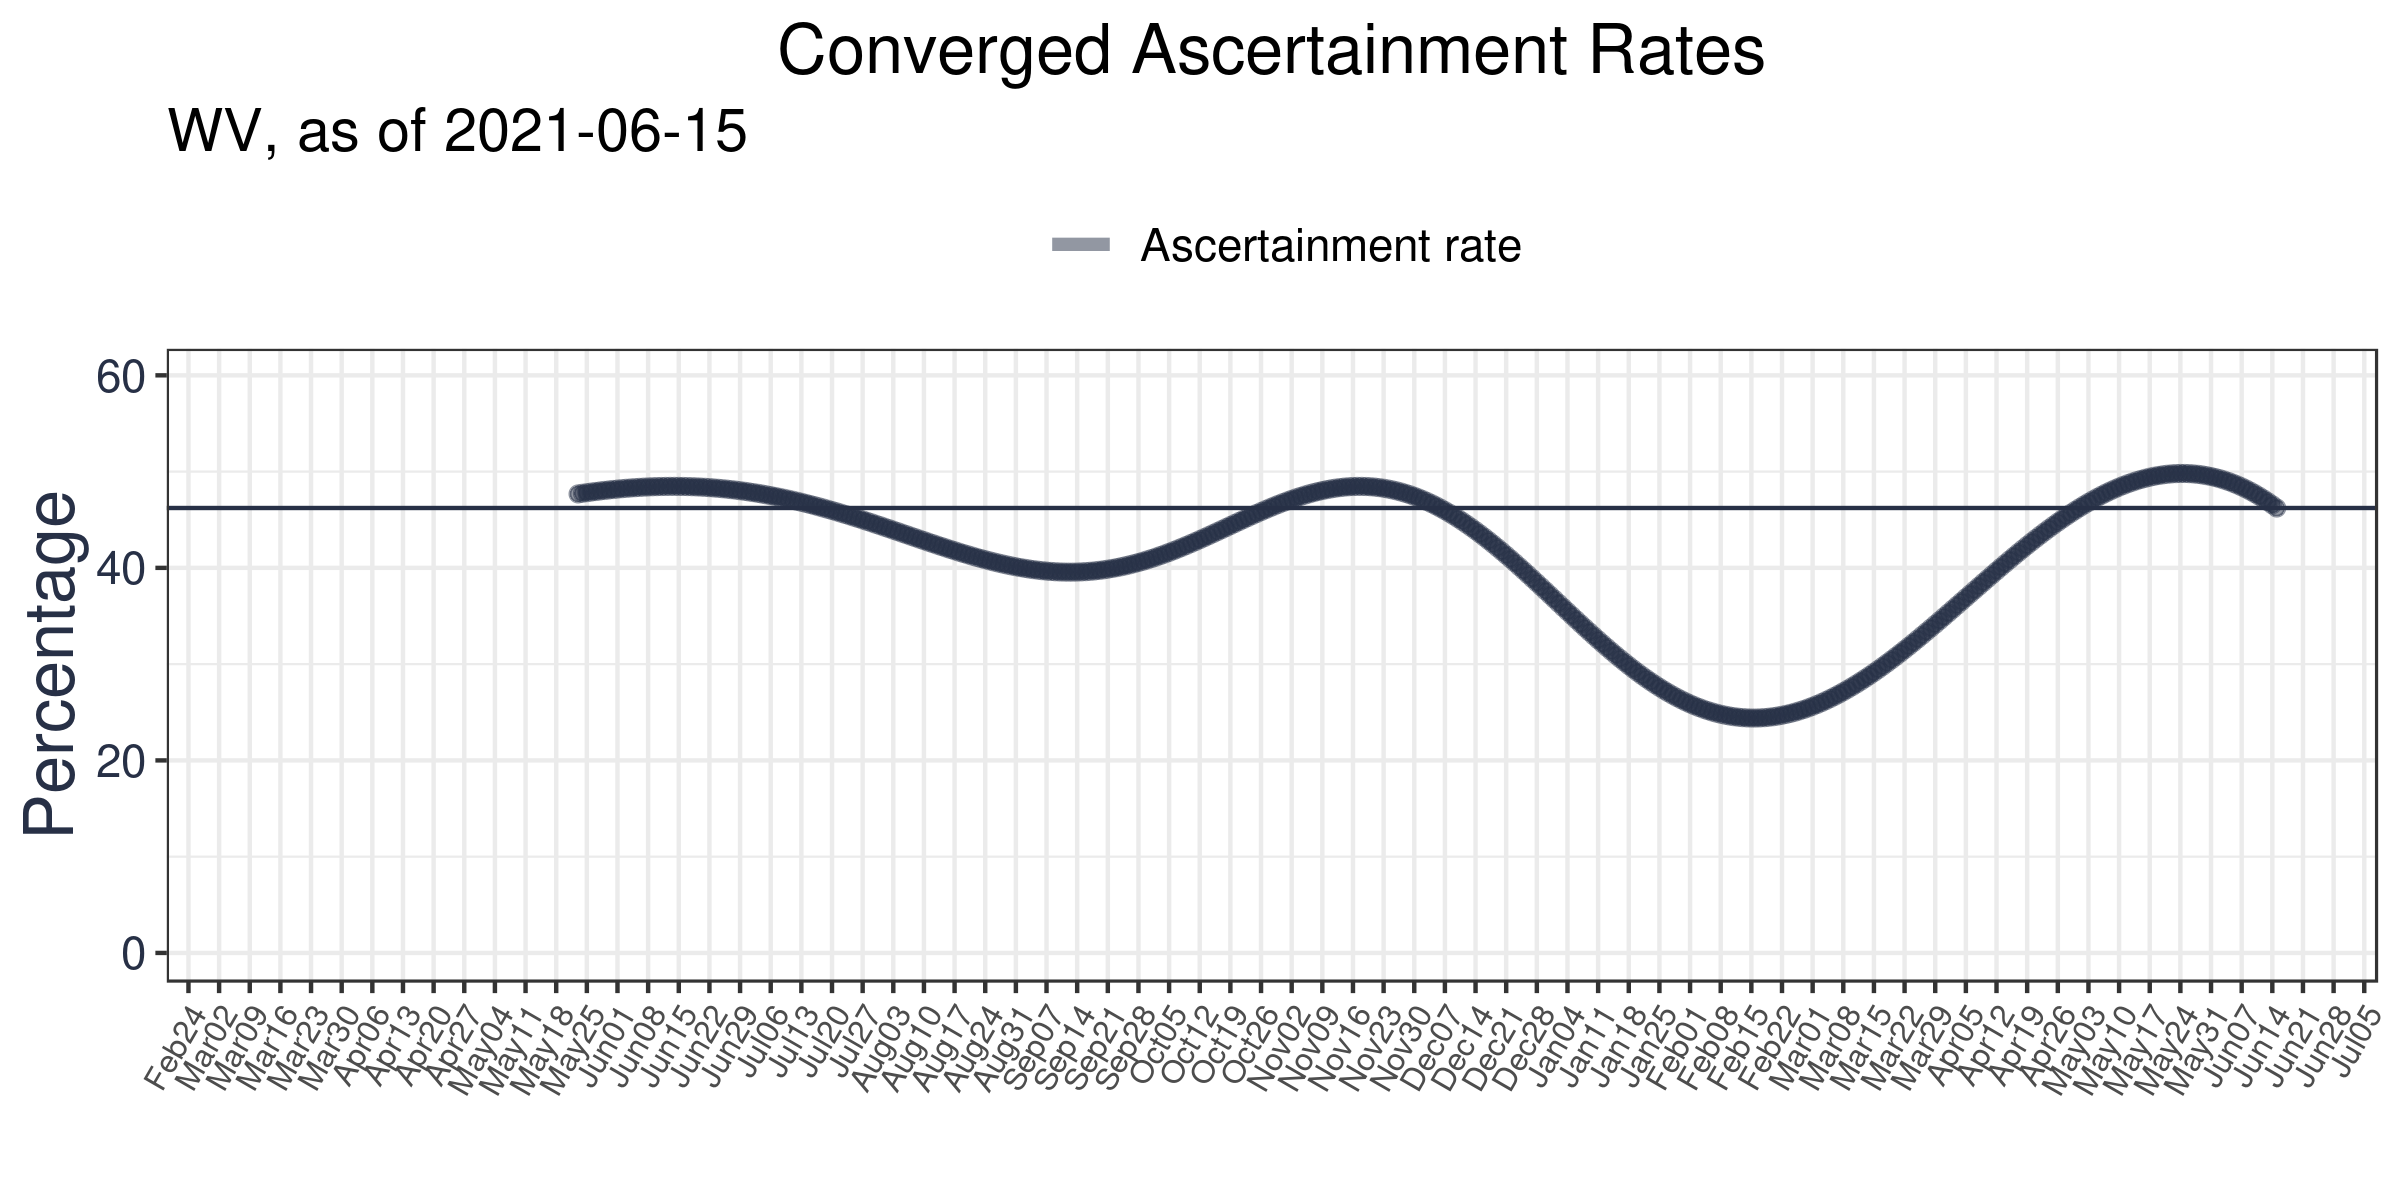 Converged Ascertainment Rates
WV, as of 2021-06-15
Ascertainment rate
Percentage
60
40
20
0
Feb24
Mar02
Mar09
Mar16
Mar23
Mar30
Apr06
Apr13
Apr20
Apr27
May04
May11
May18
May25
Jun01
Jun08
Jun15
Jun22
Jun29
Jul06
Jul13
Jul20
Jul27
Aug03
Aug10
Aug17
Aug24
Aug31
Sep07
Sep14
Sep21
Sep28
Oct05
Oct12
Oct19
Oct26
Nov02
Nov09
Nov16
Nov23
Nov30
Dec07
Dec14
Dec21
Dec28
Jan04
Jan11
Jan18
Jan25
Feb01
Feb08
Feb15
Feb22
Mar01
Mar08
Mar15
Mar22
Mar29
Apr05
Apr12
Apr19
Apr26
May03
May10
May17
May24
May31
Jun07
Jun14
Jun21
Jun28
Jul05